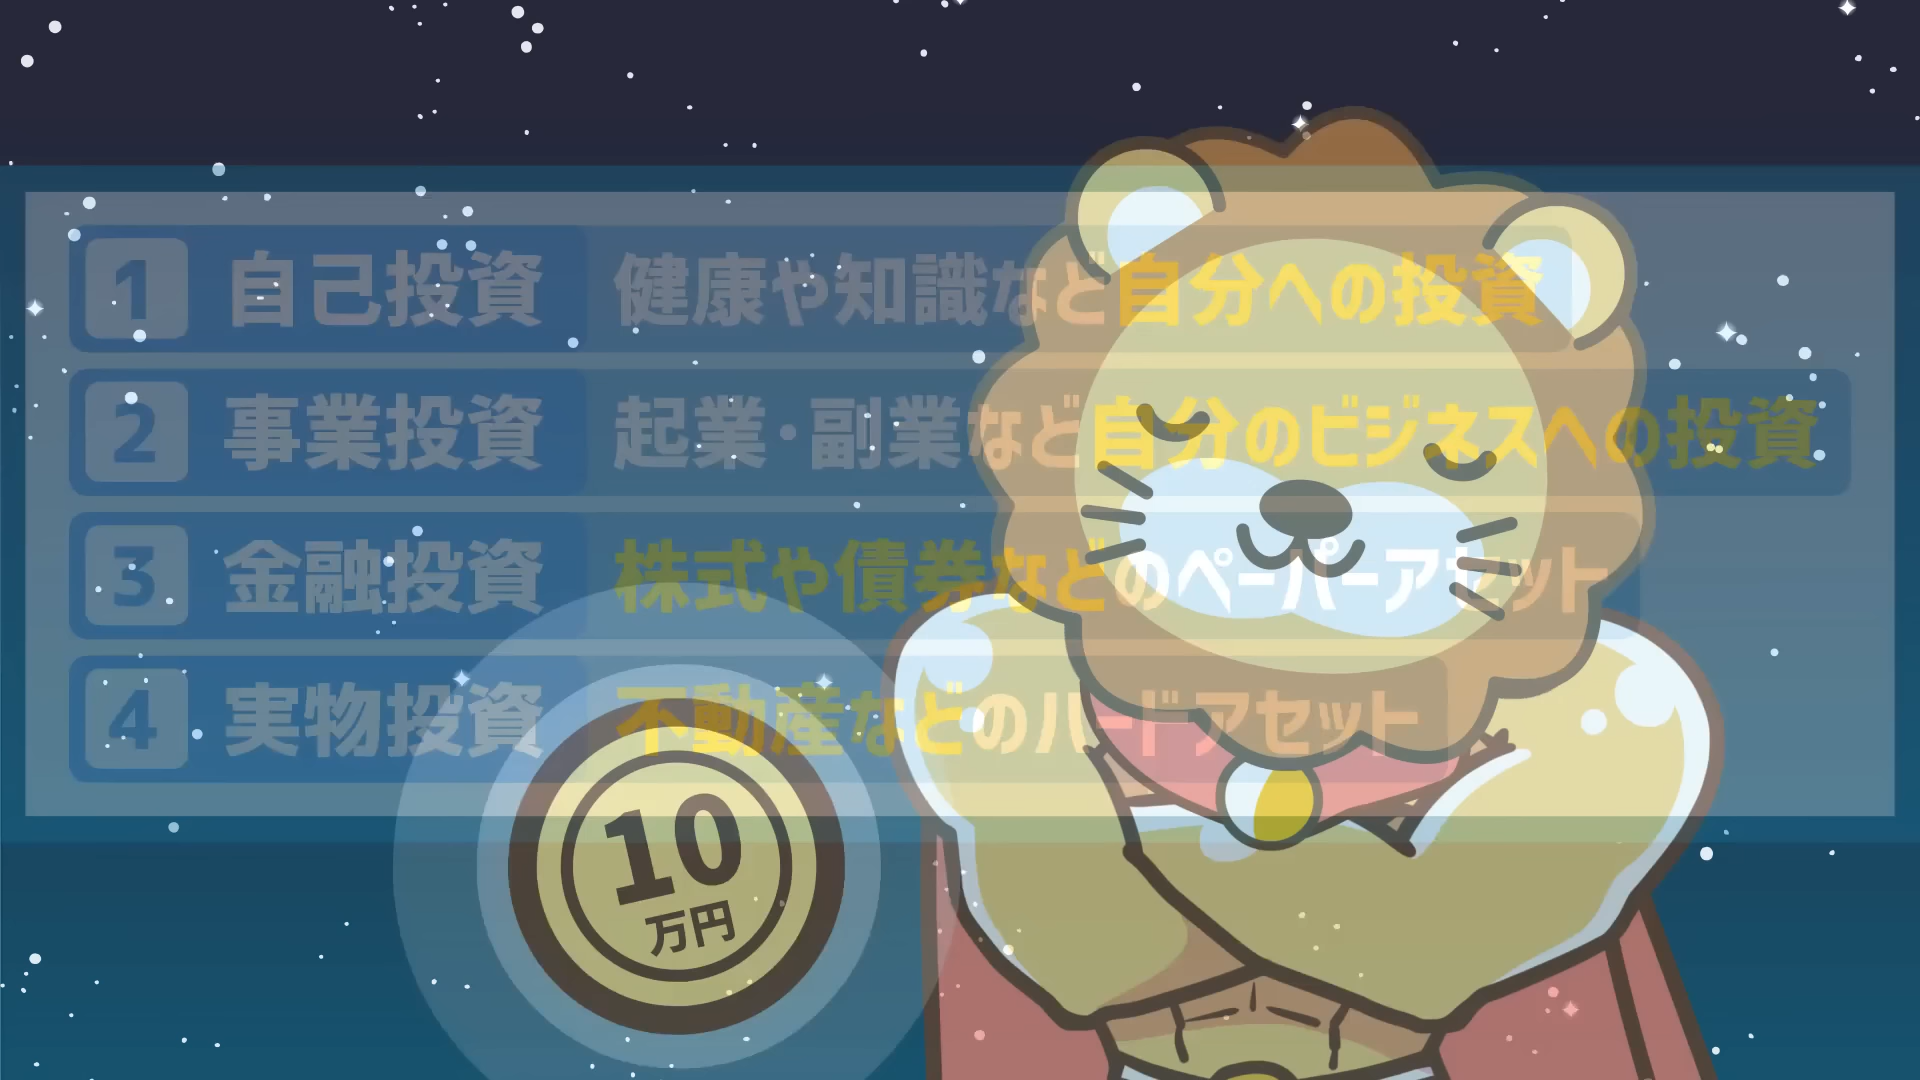 1 自己投資 健康や知識など自分への投資
2 事業投資 起業・副業など自分のビジネスへの投資
3 金融投資 株式や債券などのペーパーアセット
4 実物投資 不動産などのハードアセット
10
万円